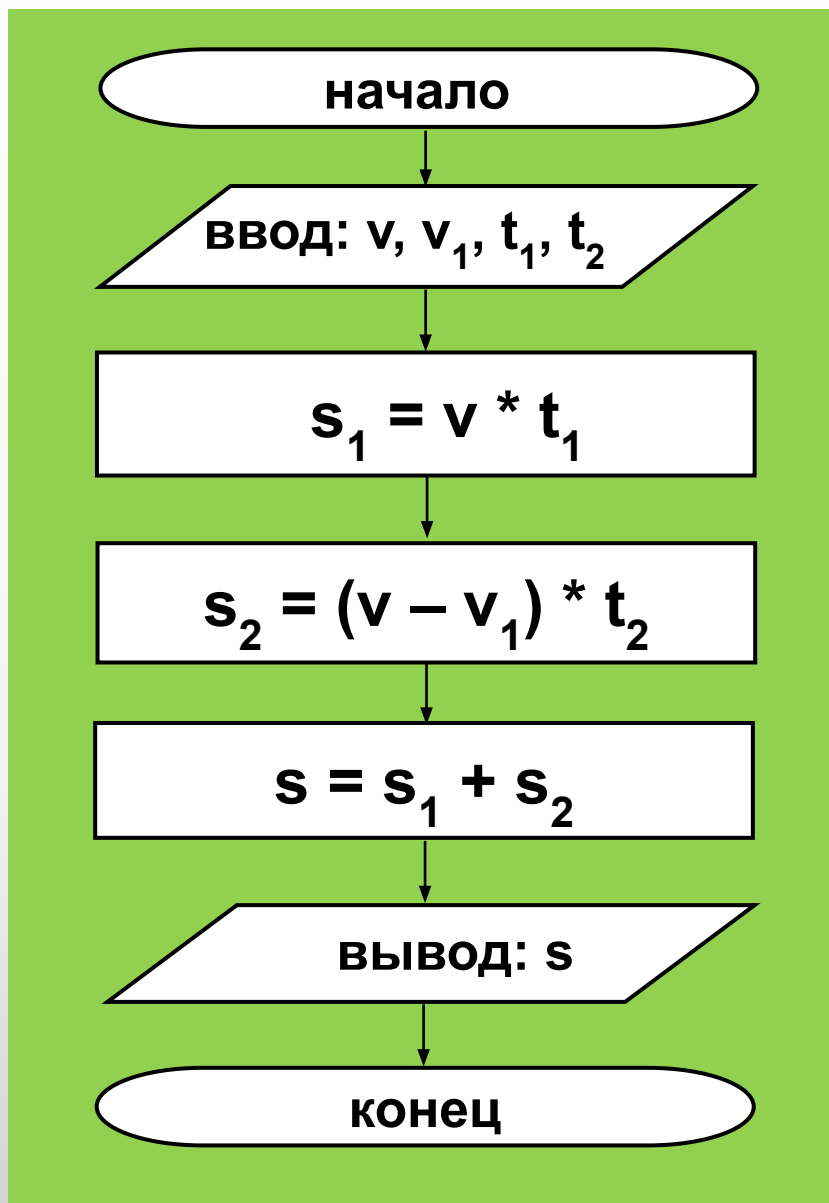 начало
ввод: v, v₁, t₁, t₂
s₁ = v * t₁
s₂ = (v – v₁) * t₂
s = s₁ + s₂
вывод: s
конец